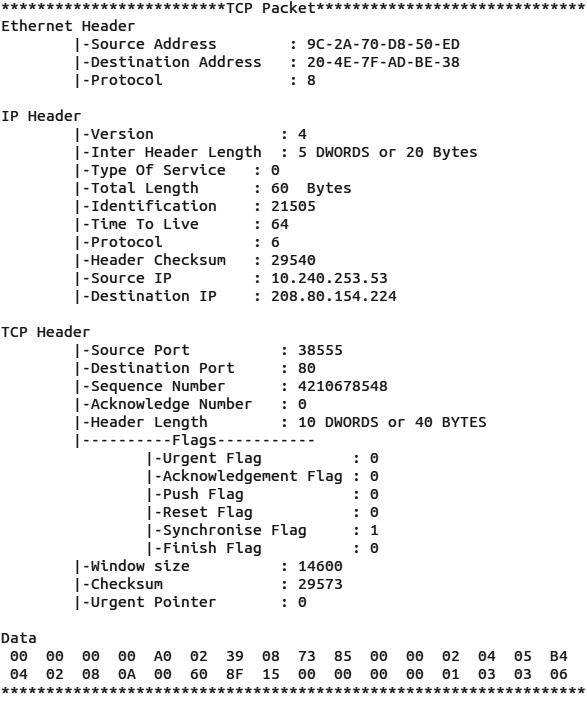 *************************TCP Packet******************************
Ethernet Header
        |-Source Address        : 9C-2A-70-D8-50-ED
        |-Destination Address   : 20-4E-7F-AD-BE-38
        |-Protocol              : 8

IP Header
        |-Version              : 4
        |-Inter Header Length  : 5 DWORDS or 20 Bytes
        |-Type Of Service   : 0
        |-Total Length      : 60  Bytes
        |-Identification    : 21505
        |-Time To Live      : 64
        |-Protocol          : 6
        |-Header Checksum   : 29540
        |-Source IP         : 10.240.253.53
        |-Destination IP    : 208.80.154.224

TCP Header
        |-Source Port          : 38555
        |-Destination Port     : 80
        |-Sequence Number      : 4210678548
        |-Acknowledge Number   : 0
        |-Header Length        : 10 DWORDS or 40 BYTES
        |----------Flags-----------
                |-Urgent Flag          : 0
                |-Acknowledgement Flag : 0
                |-Push Flag            : 0
                |-Reset Flag           : 0
                |-Synchronise Flag     : 1
                |-Finish Flag          : 0
        |-Window size          : 14600
        |-Checksum             : 29573
        |-Urgent Pointer       : 0

Data
 00  00  00  00  A0  02  39  08  73  85  00  00  02  04  05  B4
 04  02  08  0A  00  60  8F  15  00  00  00  00  01  03  03  06
*****************************************************************